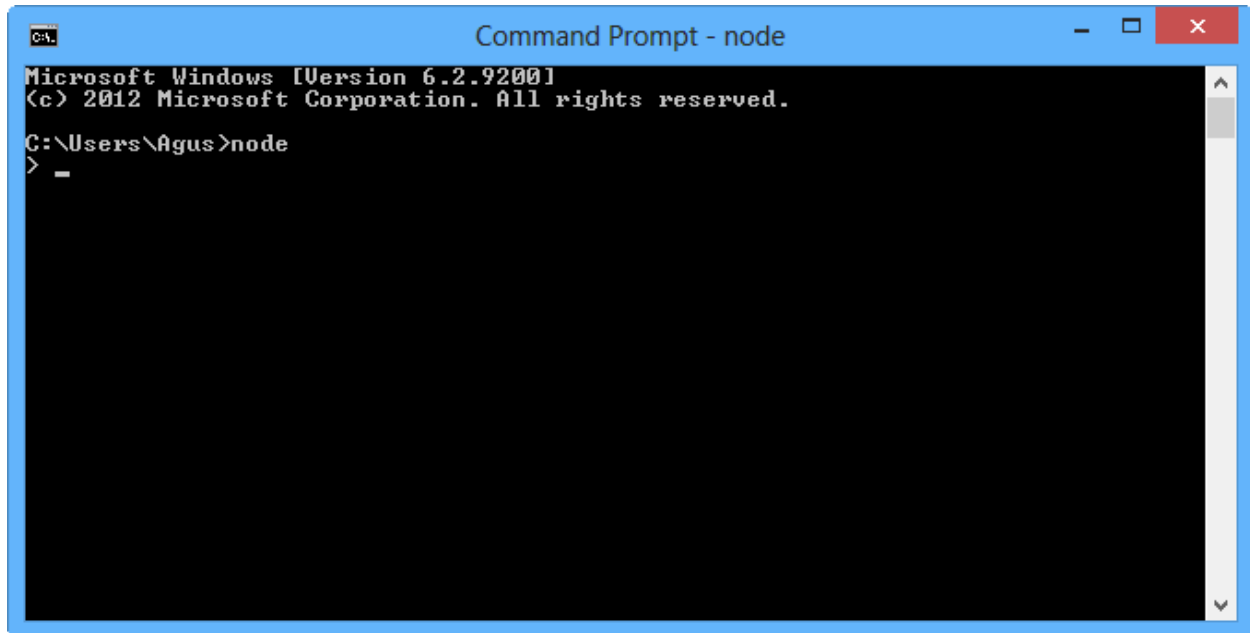 Command Prompt - node
Microsoft Windows [Version 6.2.9200]
(c) 2012 Microsoft Corporation. All rights reserved.
C:\Users\Agus>node
> _